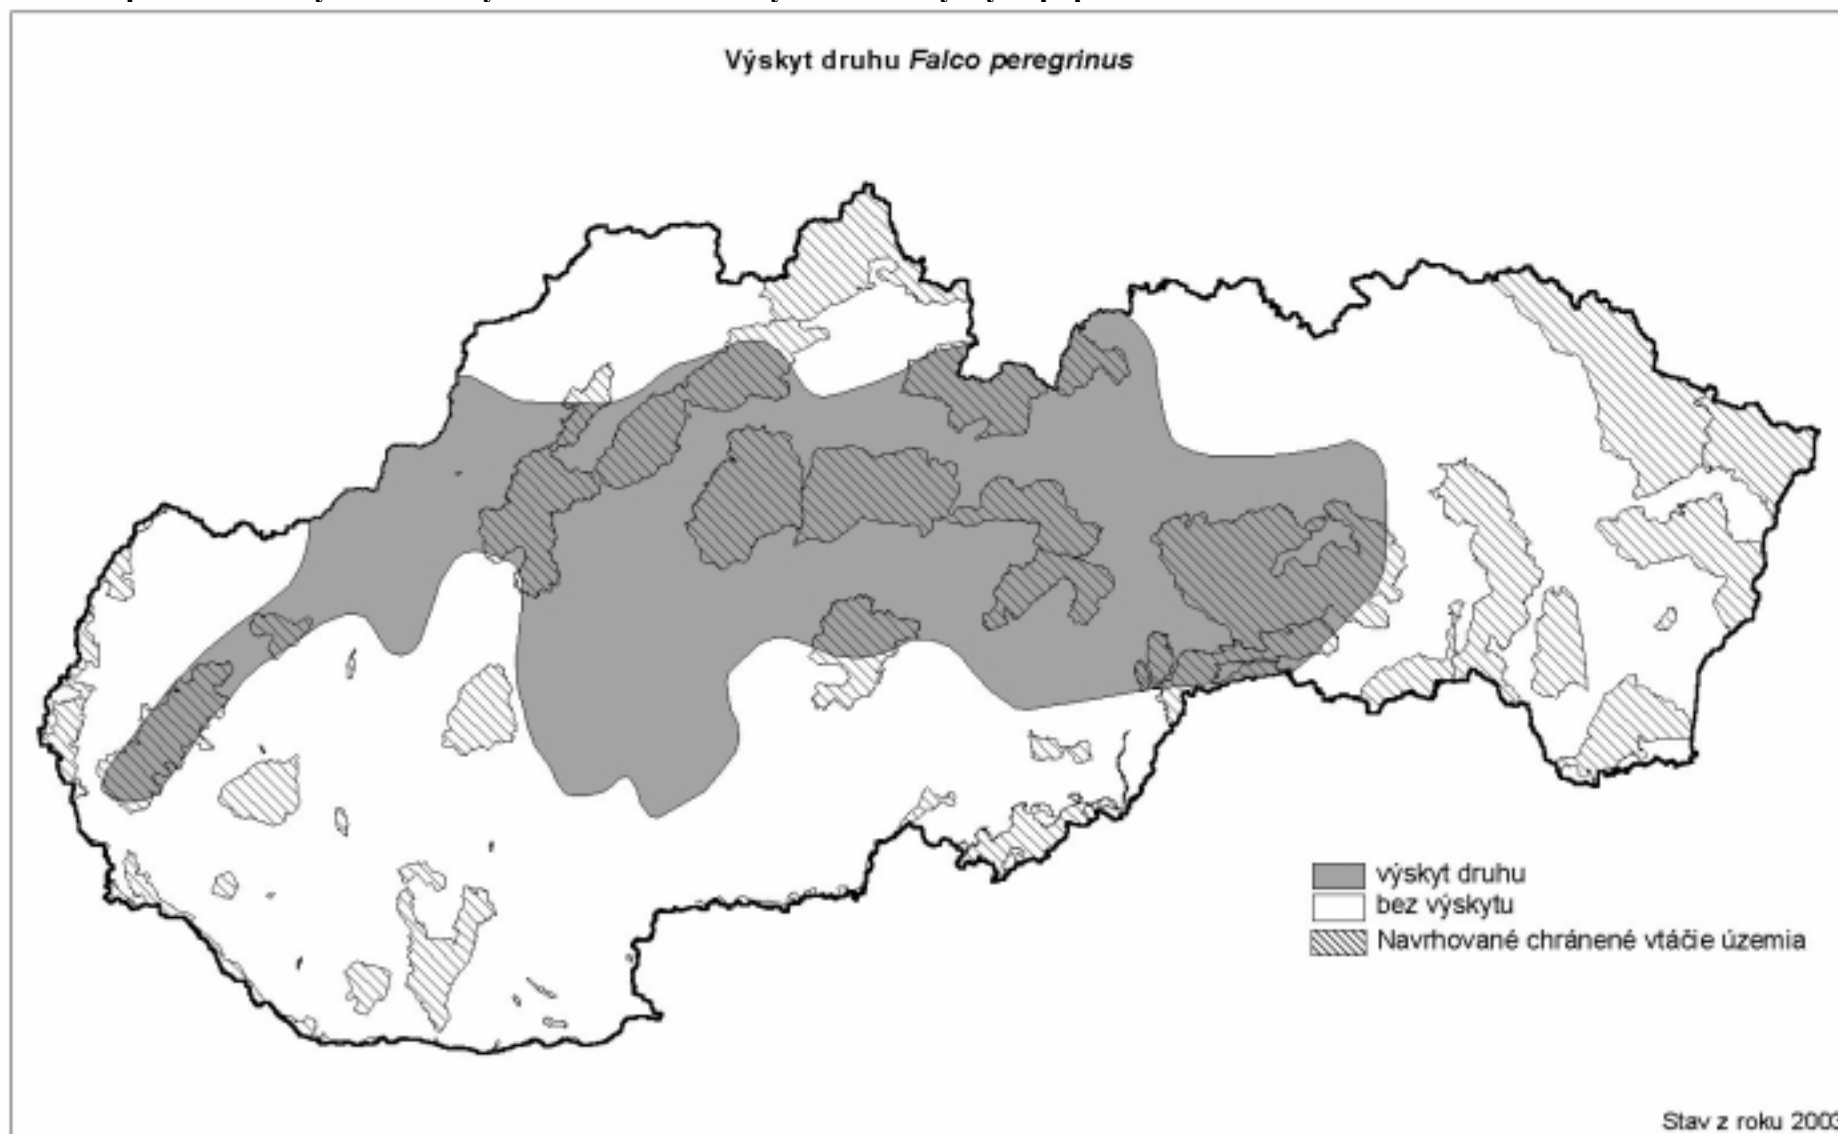 Výskyt druhu Falco peregrinus
výskyt druhu
bez výskytu
Navrhované chránené vtáčie územia
Stav z roku 2003